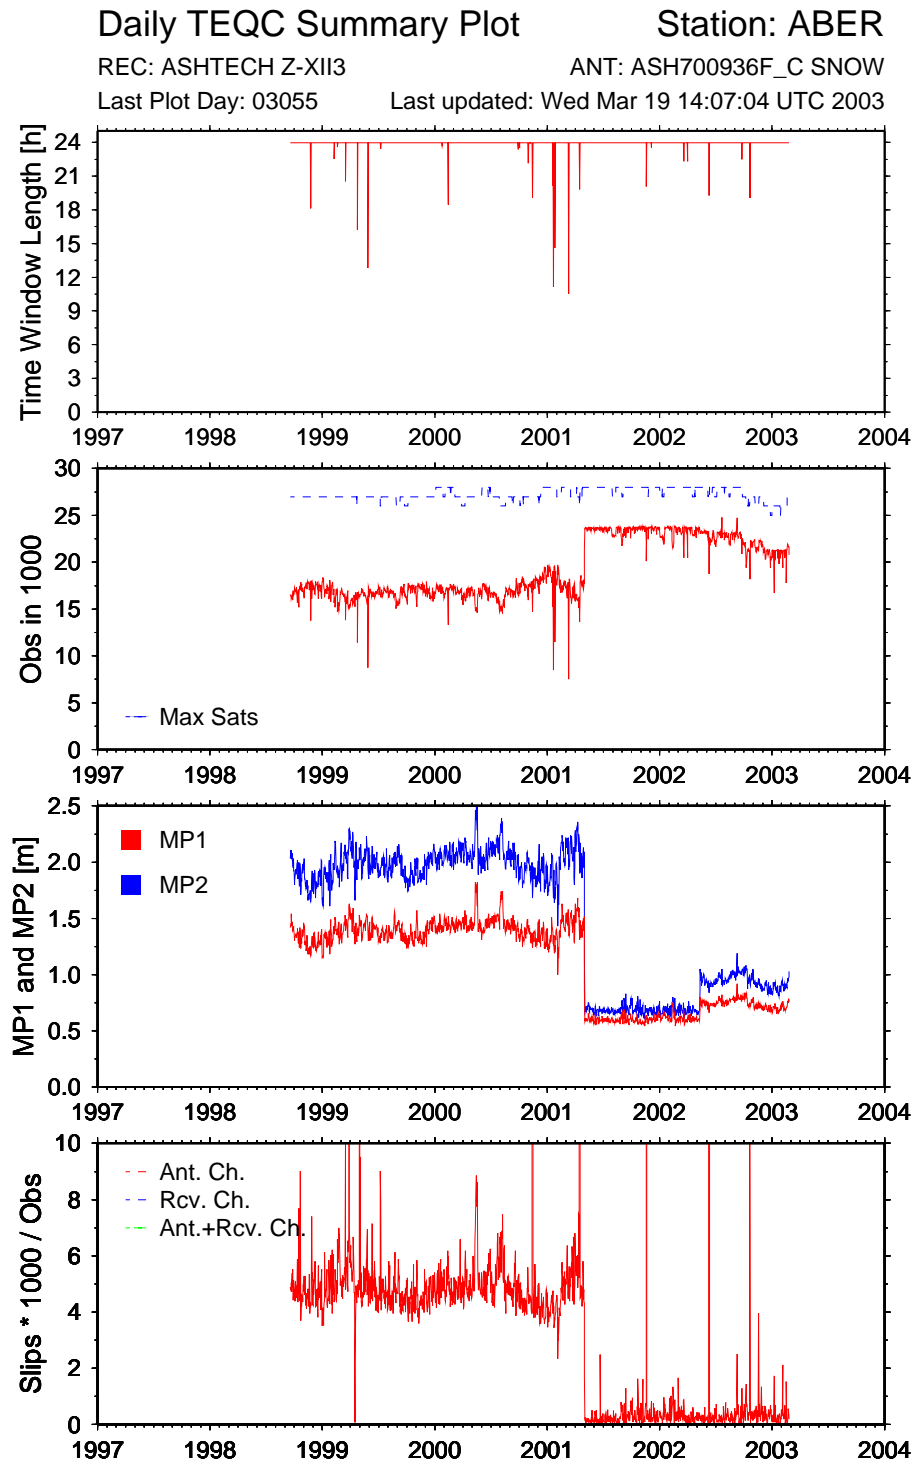 Daily TEQC Summary Plot Station: ABER
REC: ASHTECH Z-XII3 ANT: ASH700936F_C SNOW
Last Plot Day: 03055 Last updated: Wed Mar 19 14:07:04 UTC 2003
Time Window Length [h]
24
21
18
15
12
9
6
3
0
1997 1998 1999 2000 2001 2002 2003 2004
Obs in 1000
30
25
20
15
10
5
0
Max Sats
1997 1998 1999 2000 2001 2002 2003 2004
MP1 and MP2 [m]
2.5
2.0
1.5
1.0
0.5
0.0
MP1
MP2
1997 1998 1999 2000 2001 2002 2003 2004
Slips * 1000 / Obs
10
8
6
4
2
0
Ant. Ch.
Rcv. Ch.
Ant.+Rcv. Ch.
1997 1998 1999 2000 2001 2002 2003 2004